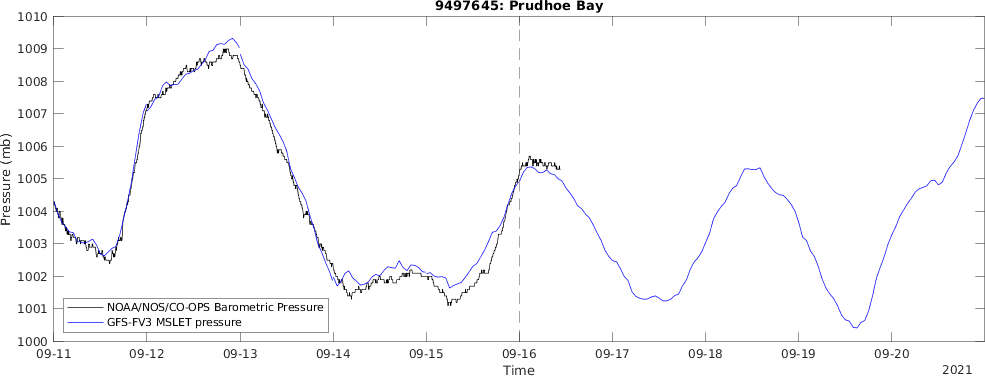 9497645: Prudhoe Bay
Pressure (mb)
1010
1009
1008
1007
1006
1005
1004
1003
1002
1001
1000
NOAA/NOS/CO-OPS Barometric Pressure
GFS-FV3 MSLET pressure
09-11 09-12 09-13 09-14 09-15 09-16 09-17 09-18 09-19 09-20
Time
2021